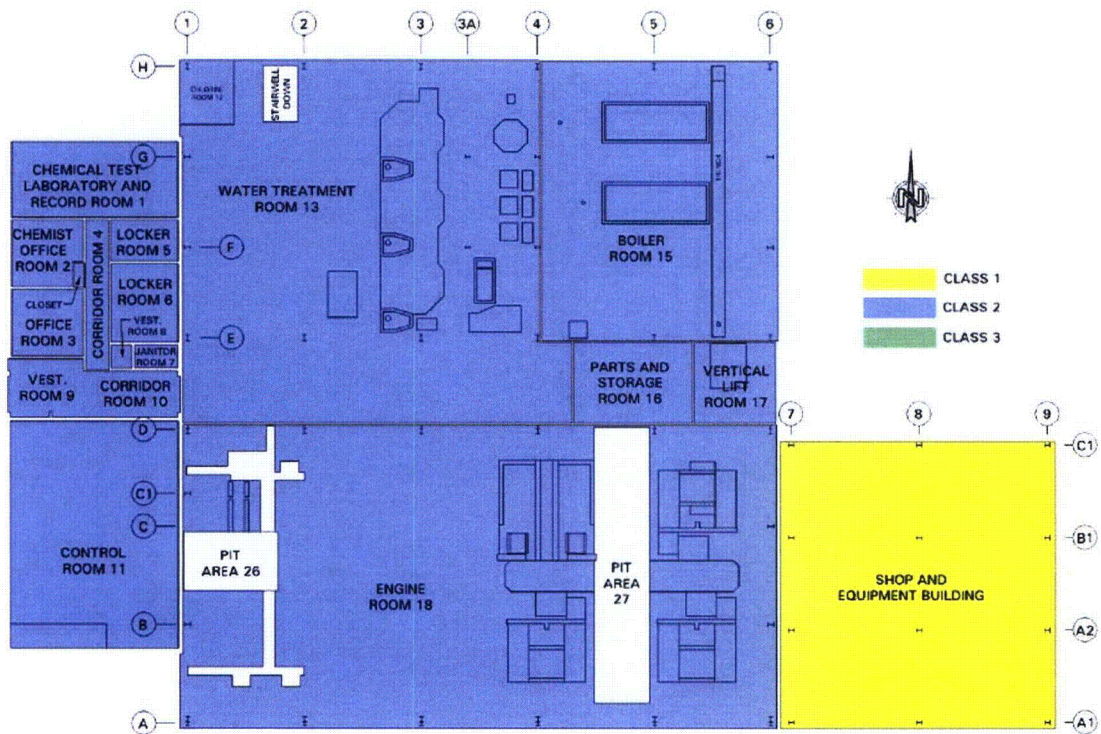 1
2
3
3A
4
5
6
H
STAIRWELL
DOWN
G
CHEMICAL TEST
LABORATORY AND
RECORD ROOM 1
WATER TREATMENT
ROOM 13
CHEMIST
OFFICE
ROOM 2
CORRIDOR ROOM 4
LOCKER
ROOM 5
F
BOILER
ROOM 15
CLASS 1
CLASS 2
CLASS 3
CLOSET
LOCKER
ROOM 6
OFFICE
ROOM 3
VEST.
ROOM 8
E
JANITOR
ROOM 7
VEST.
ROOM 9
CORRIDOR
ROOM 10
PARTS AND
STORAGE
ROOM 16
VERTICAL
LIFT
ROOM 17
7
8
9
D
C1
C1
C
CONTROL
ROOM 11
PIT
AREA 26
B1
ENGINE
ROOM 18
PIT
AREA
27
SHOP AND
EQUIPMENT BUILDING
B
A2
A
A1
N